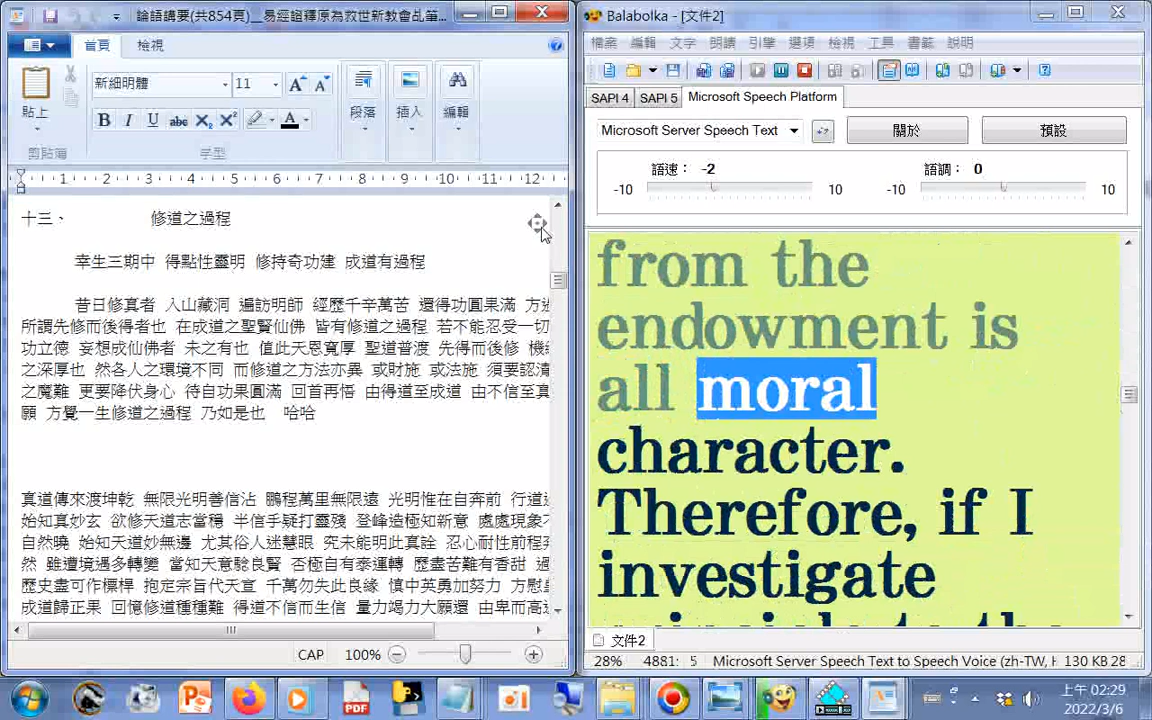 論語講要(共854頁)__易經證釋原為救世新教會乩筆...
首頁
檢視
新細明體
11
貼上
段落
插入
編輯
B I U abc X₂ X² A
剪貼簿
字型
1 2 3 4 5 6 7 8 9 10 11 12
十三、 修道之過程
幸生三期中 得點性靈明 修持奇功建 成道有過程
昔日修真者 入山藏洞 遍訪明師 經歷千辛萬苦 還得功圓果滿 方
所謂先修而後得者也 在成道之聖賢仙佛 皆有修道之過程 若不能忍受一切
功立德 妄想成仙佛者 未之有也 值此天恩寬厚 聖道普渡 先得而後修 機
之深厚也 然各人之環境不同 而修道之方法亦異 或財施 或法施 須要認清
之魔難 更要降伏身心 待自功果圓滿 回首再悟 由得道至成道 由不信至真
願 方覺一生修道之過程 乃如是也 哈哈
真道傳來渡坤乾 無限光明善信沾 鵬程萬里無限遠 光明惟在自奔前 行道
始知真妙玄 欲修天道志當穩 半信乎疑打靈殘 登峰造極知新意 處處現象
自然曉 始知天道妙無邊 尤其俗人迷慧眼 究未能明此真詮 忍心耐性前程
然 雖遭境遇多轉變 當知天意驗良賢 否極自有泰運轉 歷盡苦難有香甜
歷史盡可作標桿 抱定宗旨代天宣 千萬勿失此良緣 慎中英勇加努力 方慰
成道歸正果 回憶修道種種難 得道不信而生信 量力竭力大願還 由卑而高
CAP 100%
Balabolka - [文件2]
檔案 編輯 文字 朗讀 引擎 選項 檢視 工具 書籤 說明
SAPI 4 SAPI 5 Microsoft Speech Platform
Microsoft Server Speech Text
關於
預設
語速： -2
語調： 0
-10 10 -10 10
from the
endowment is
all moral
character.
Therefore, if I
investigate
principle to the
文件2
28% 4881: 5 Microsoft Server Speech Text to Speech Voice (zh-TW, H 130 KB 28
上午 02:29
2022/3/6